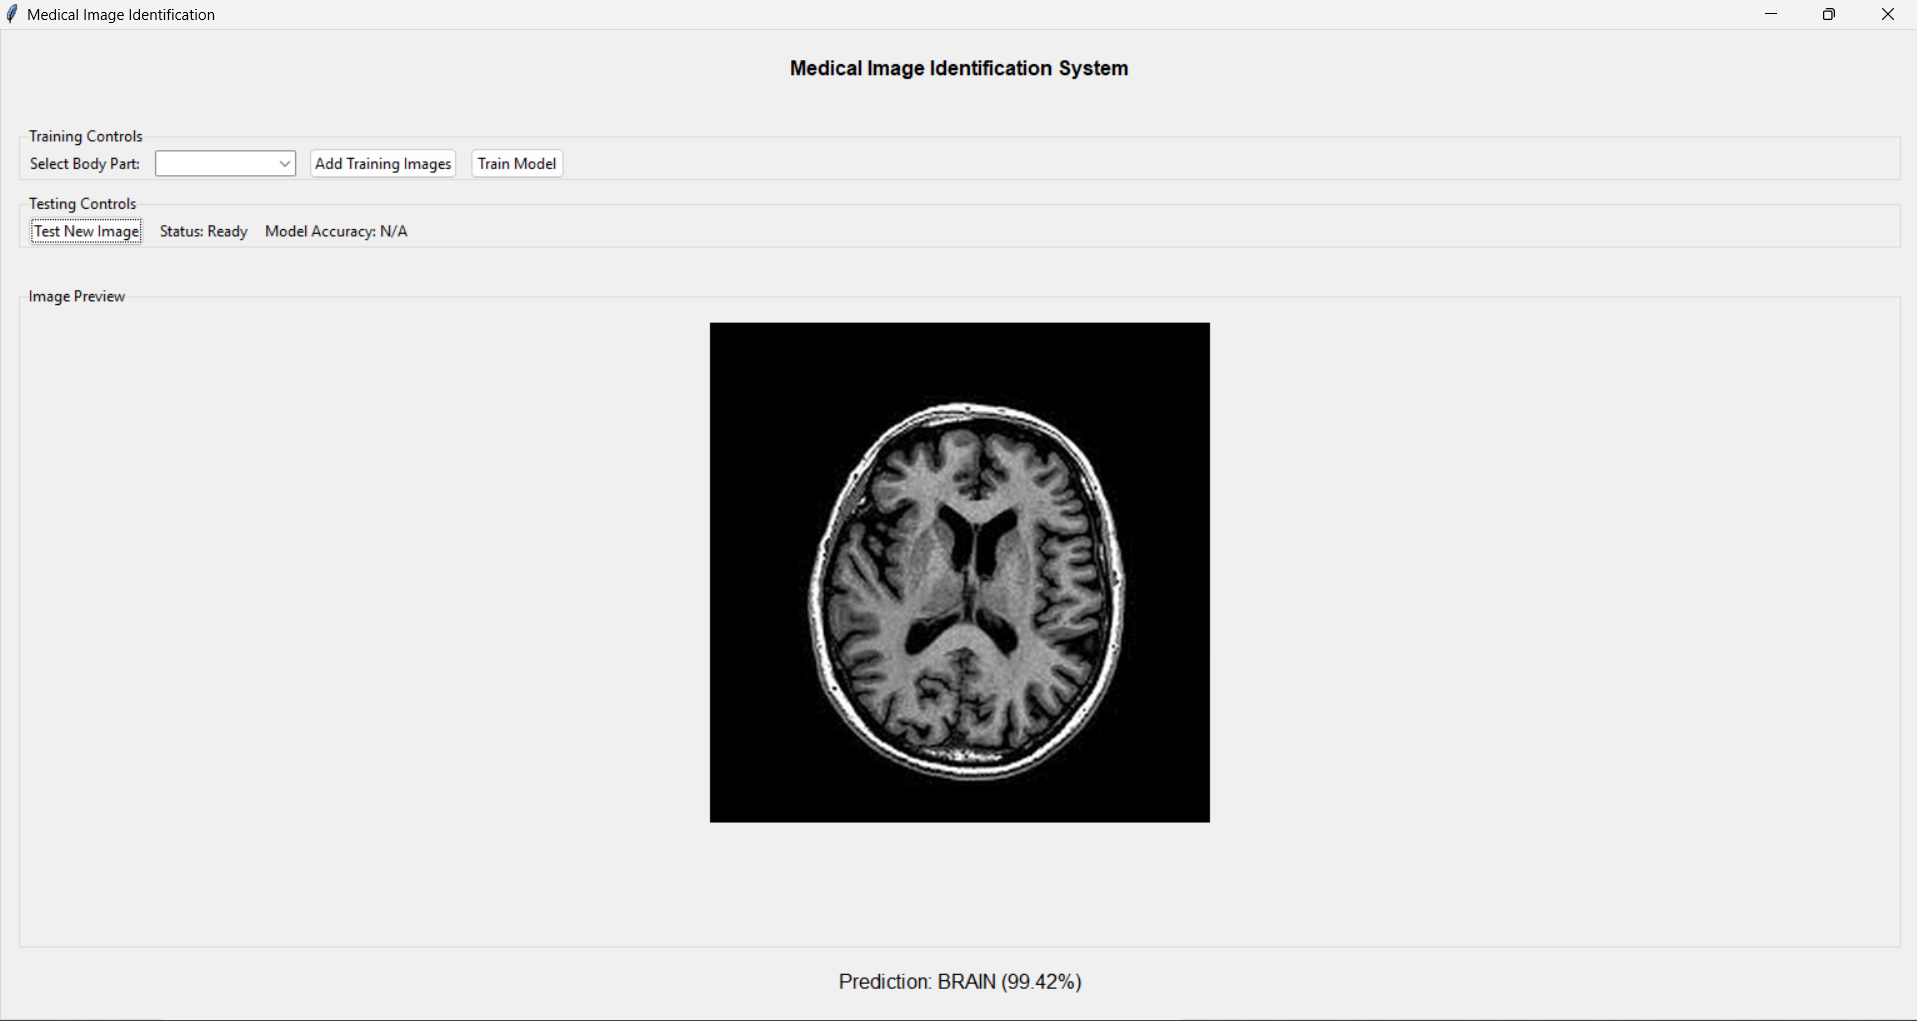 Medical Image Identification
Medical Image Identification System
Training Controls
Select Body Part: Add Training Images Train Model
Testing Controls
Test New Image Status: Ready Model Accuracy: N/A
Image Preview
Prediction: BRAIN (99.42%)